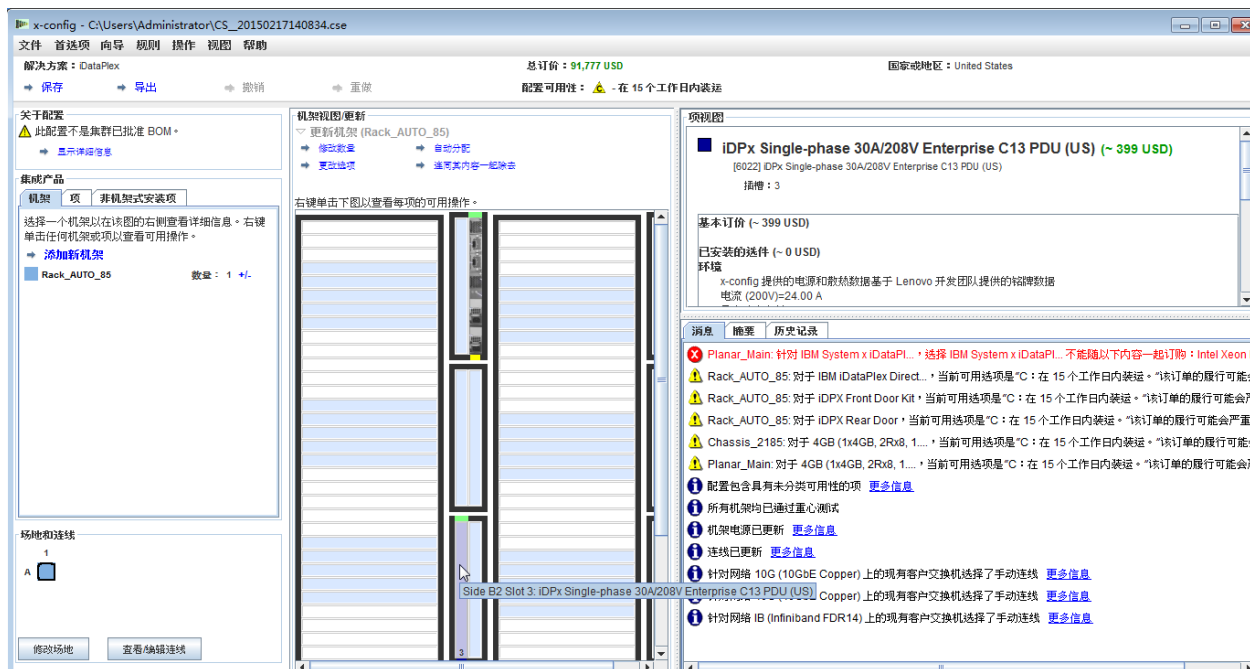 x-config - C:\Users\Administrator\CS__20150217140834.cse
文件 首选项 向导 规则 操作 视图 帮助
解决方案：iDataPlex 总订价：91,777 USD 国家或地区：United States
保存 导出 撤销 重做 配置可用性： C - 在 15 个工作日内装运
关于配置
此配置不是集群已批准 BOM。
显示详细信息
集成产品
机架 项 非机架式安装项
选择一个机架以在该图的右侧查看详细信息。右键
单击任何机架或项以查看可用操作。
添加新机架
Rack_AUTO_85 数量： 1 +/-
场地和连线
1
A
修改场地 查看/编辑连线
机架视图/更新
更新机架 (Rack_AUTO_85)
修改数量 自动分配
更改选项 连同其内容一起除去
右键单击下图以查看每项的可用操作。
3
Side B2 Slot 3: iDPx Single-phase 30A/208V Enterprise C13 PDU (US)
项视图
iDPx Single-phase 30A/208V Enterprise C13 PDU (US) (~ 399 USD)
[6022] iDPx Single-phase 30A/208V Enterprise C13 PDU (US)
插槽：3
基本订价 (~ 399 USD)
已安装的选件 (~ 0 USD)
环境
x-config 提供的电源和散热数据基于 Lenovo 开发团队提供的铭牌数据
电流 (200V)=24.00 A
消息 摘要 历史记录
Planar_Main: 针对 IBM System x iDataPl...，选择 IBM System x iDataPl... 不能随以下内容一起订购：Intel Xeon
Rack_AUTO_85: 对于 IBM iDataPlex Direct...，当前可用选项是"C：在 15 个工作日内装运。"该订单的履行可能会
Rack_AUTO_85: 对于 iDPX Front Door Kit，当前可用选项是"C：在 15 个工作日内装运。"该订单的履行可能会严
Rack_AUTO_85: 对于 iDPX Rear Door，当前可用选项是"C：在 15 个工作日内装运。"该订单的履行可能会严重
Chassis_2185: 对于 4GB (1x4GB, 2Rx8, 1....，当前可用选项是"C：在 15 个工作日内装运。"该订单的履行可能
Planar_Main: 对于 4GB (1x4GB, 2Rx8, 1....，当前可用选项是"C：在 15 个工作日内装运。"该订单的履行可能
配置包含具有未分类可用性的项 更多信息
所有机架均已通过重心测试
机架电源已更新 更多信息
连线已更新 更多信息
针对网络 10G (10GbE Copper) 上的现有客户交换机选择了手动连线 更多信息
Copper) 上的现有客户交换机选择了手动连线 更多信息
针对网络 IB (Infiniband FDR14) 上的现有客户交换机选择了手动连线 更多信息